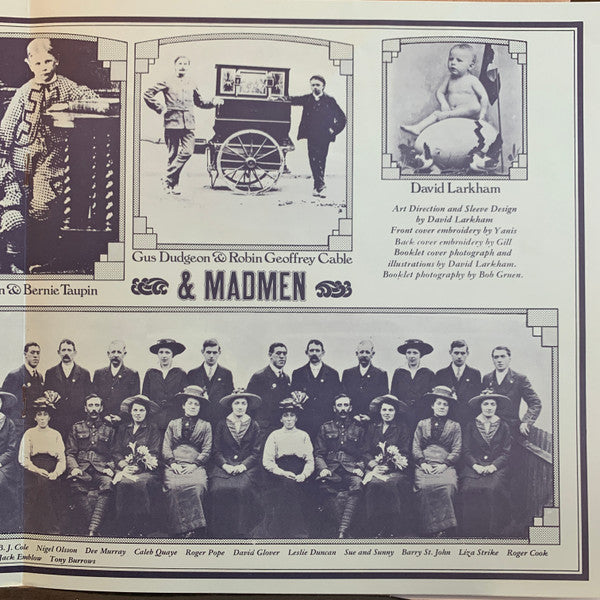 David Larkham
Art Direction and Sleeve Design
by David Larkham
Front cover embroidery by Yanis
Back cover embroidery by Gill
Booklet cover photograph and
illustrations by David Larkham.
Booklet photography by Bob Gruen.
Gus Dudgeon & Robin Geoffrey Cable
n & Bernie Taupin
& MADMEN
B. J. Cole Nigel Olsson Dee Murray Caleb Quaye Roger Pope David Glover Leslie Duncan Sue and Sunny Barry St. John Liza Strike Roger Cook
Jack Emblow Tony Burrows